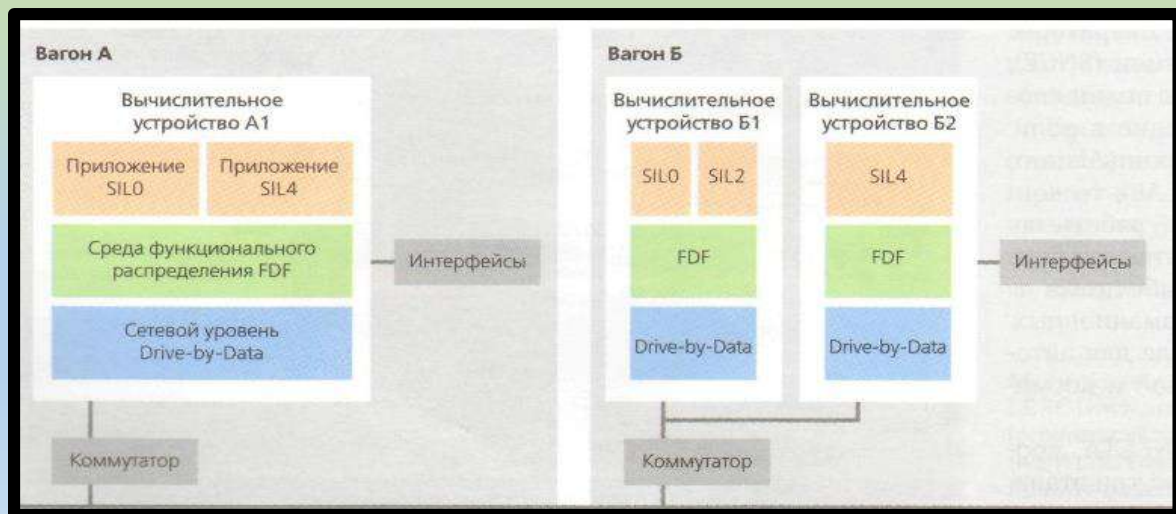 Вагон А
Вычислительное
устройство А1
Приложение
SIL0
Приложение
SIL4
Среда функционального
распределения FDF
Интерфейсы
Сетевой уровень
Drive-by-Data
Коммутатор
Вагон Б
Вычислительное
устройство Б1
Вычислительное
устройство Б2
SIL0
SIL2
SIL4
FDF
FDF
Интерфейсы
Drive-by-Data
Drive-by-Data
Коммутатор